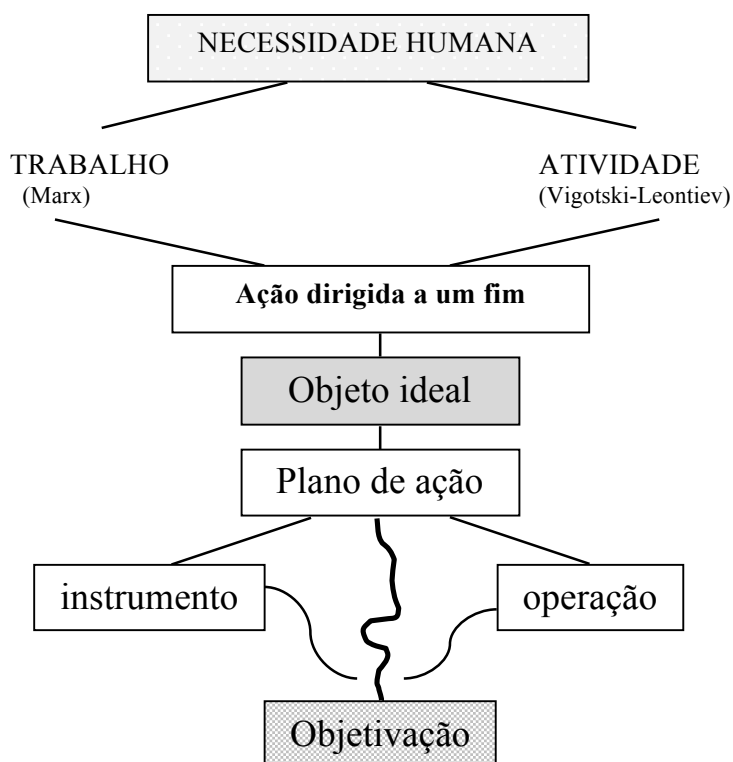 NECESSIDADE HUMANA
TRABALHO
(Marx)
ATIVIDADE
(Vigotski-Leontiev)
Ação dirigida a um fim
Objeto ideal
Plano de ação
instrumento
operação
Objetivação